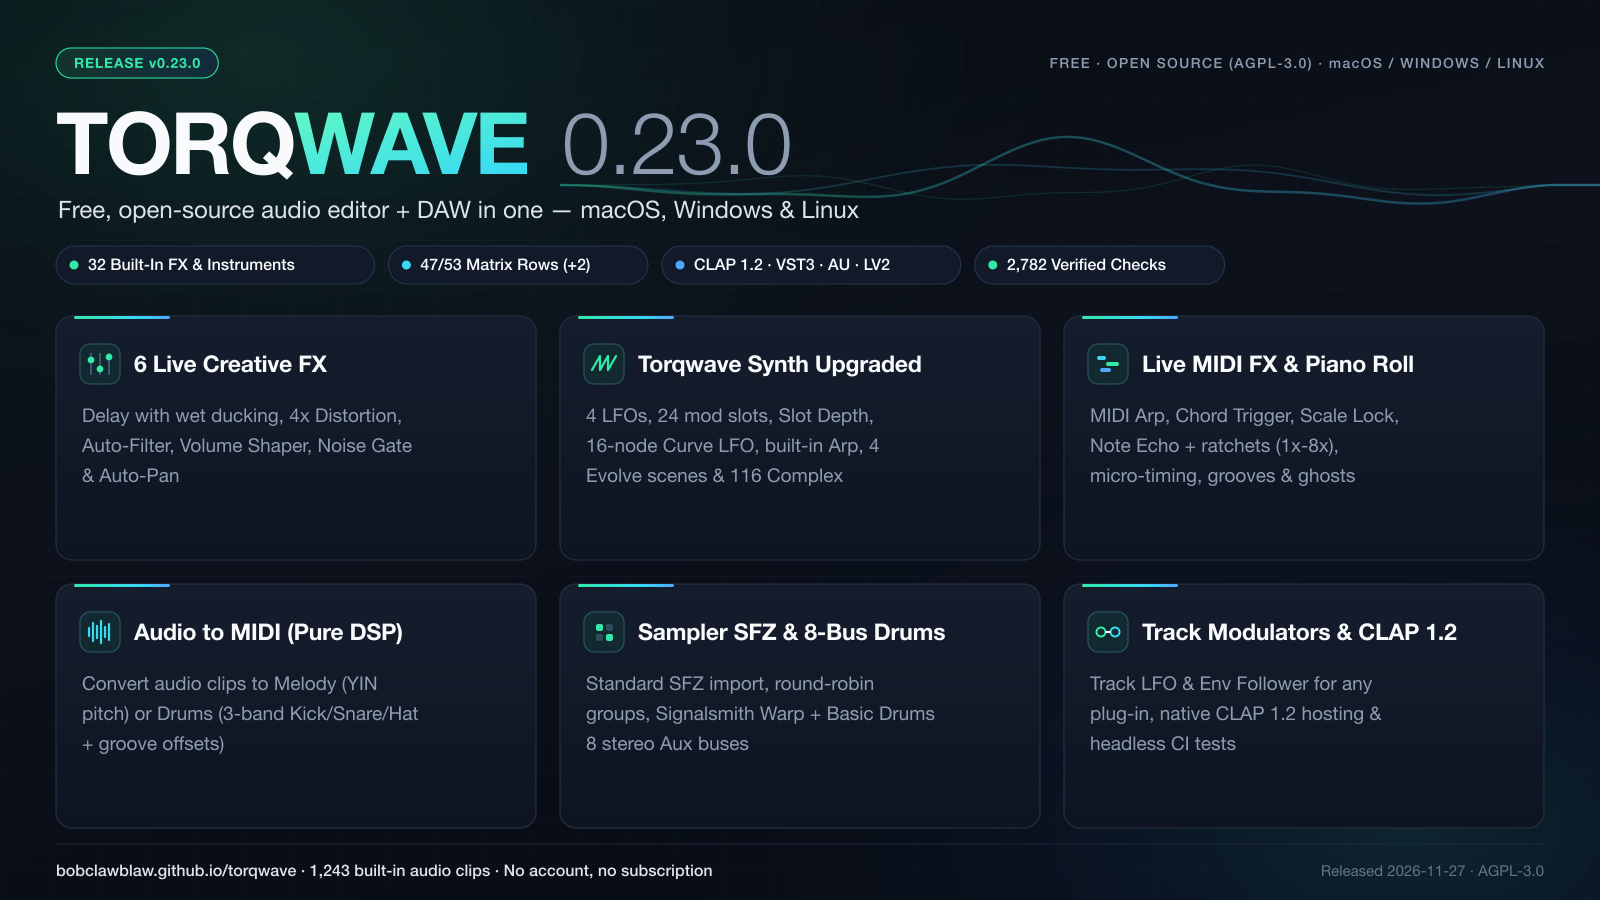 RELEASE v0.23.0
FREE · OPEN SOURCE (AGPL-3.0) · macOS / WINDOWS / LINUX
TORQWAVE 0.23.0
Free, open-source audio editor + DAW in one — macOS, Windows & Linux
32 Built-In FX & Instruments
47/53 Matrix Rows (+2)
CLAP 1.2 · VST3 · AU · LV2
2,782 Verified Checks
6 Live Creative FX
Delay with wet ducking, 4x Distortion,
Auto-Filter, Volume Shaper, Noise Gate
& Auto-Pan
Torqwave Synth Upgraded
4 LFOs, 24 mod slots, Slot Depth,
16-node Curve LFO, built-in Arp, 4
Evolve scenes & 116 Complex
Live MIDI FX & Piano Roll
MIDI Arp, Chord Trigger, Scale Lock,
Note Echo + ratchets (1x-8x),
micro-timing, grooves & ghosts
Audio to MIDI (Pure DSP)
Convert audio clips to Melody (YIN
pitch) or Drums (3-band Kick/Snare/Hat
+ groove offsets)
Sampler SFZ & 8-Bus Drums
Standard SFZ import, round-robin
groups, Signalsmith Warp + Basic Drums
8 stereo Aux buses
Track Modulators & CLAP 1.2
Track LFO & Env Follower for any
plug-in, native CLAP 1.2 hosting &
headless CI tests
bobclawblaw.github.io/torqwave · 1,243 built-in audio clips · No account, no subscription
Released 2026-11-27 · AGPL-3.0